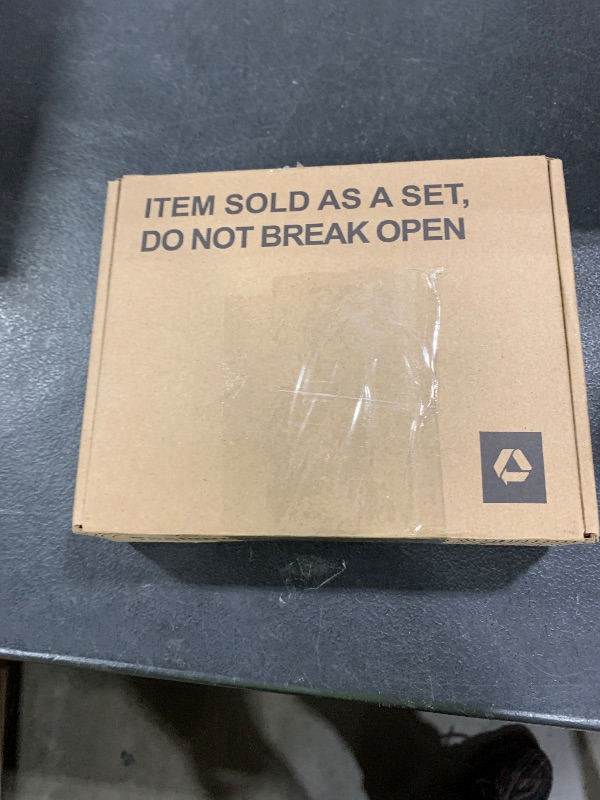 ITEM SOLD AS A SET,
DO NOT BREAK OPEN